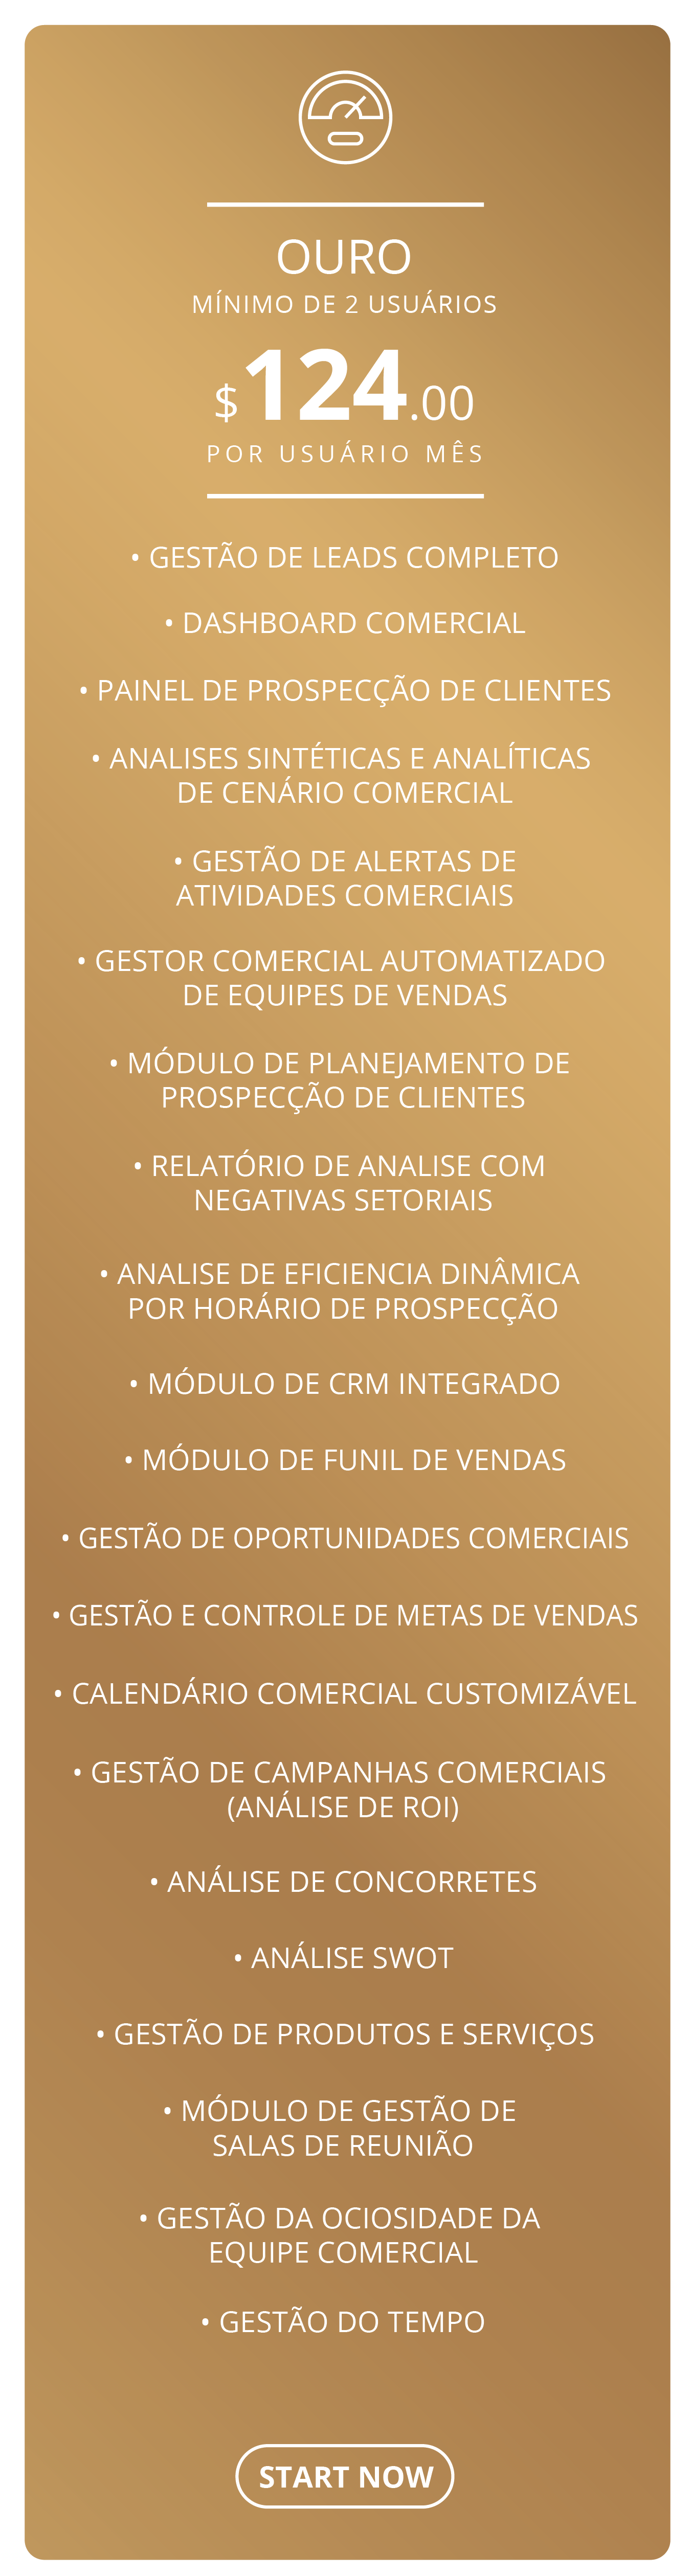 OURO
MÍNIMO DE 2 USUÁRIOS
$124.00
POR USUÁRIO MÊS
• GESTÃO DE LEADS COMPLETO
• DASHBOARD COMERCIAL
• PAINEL DE PROSPECÇÃO DE CLIENTES
• ANALISES SINTÉTICAS E ANALÍTICAS
DE CENÁRIO COMERCIAL
• GESTÃO DE ALERTAS DE
ATIVIDADES COMERCIAIS
• GESTOR COMERCIAL AUTOMATIZADO
DE EQUIPES DE VENDAS
• MÓDULO DE PLANEJAMENTO DE
PROSPECÇÃO DE CLIENTES
• RELATÓRIO DE ANALISE COM
NEGATIVAS SETORIAIS
• ANALISE DE EFICIENCIA DINÂMICA
POR HORÁRIO DE PROSPECÇÃO
• MÓDULO DE CRM INTEGRADO
• MÓDULO DE FUNIL DE VENDAS
• GESTÃO DE OPORTUNIDADES COMERCIAIS
• GESTÃO E CONTROLE DE METAS DE VENDAS
• CALENDÁRIO COMERCIAL CUSTOMIZÁVEL
• GESTÃO DE CAMPANHAS COMERCIAIS
(ANÁLISE DE ROI)
• ANÁLISE DE CONCORRETES
• ANÁLISE SWOT
• GESTÃO DE PRODUTOS E SERVIÇOS
• MÓDULO DE GESTÃO DE
SALAS DE REUNIÃO
• GESTÃO DA OCIOSIDADE DA
EQUIPE COMERCIAL
• GESTÃO DO TEMPO
START NOW